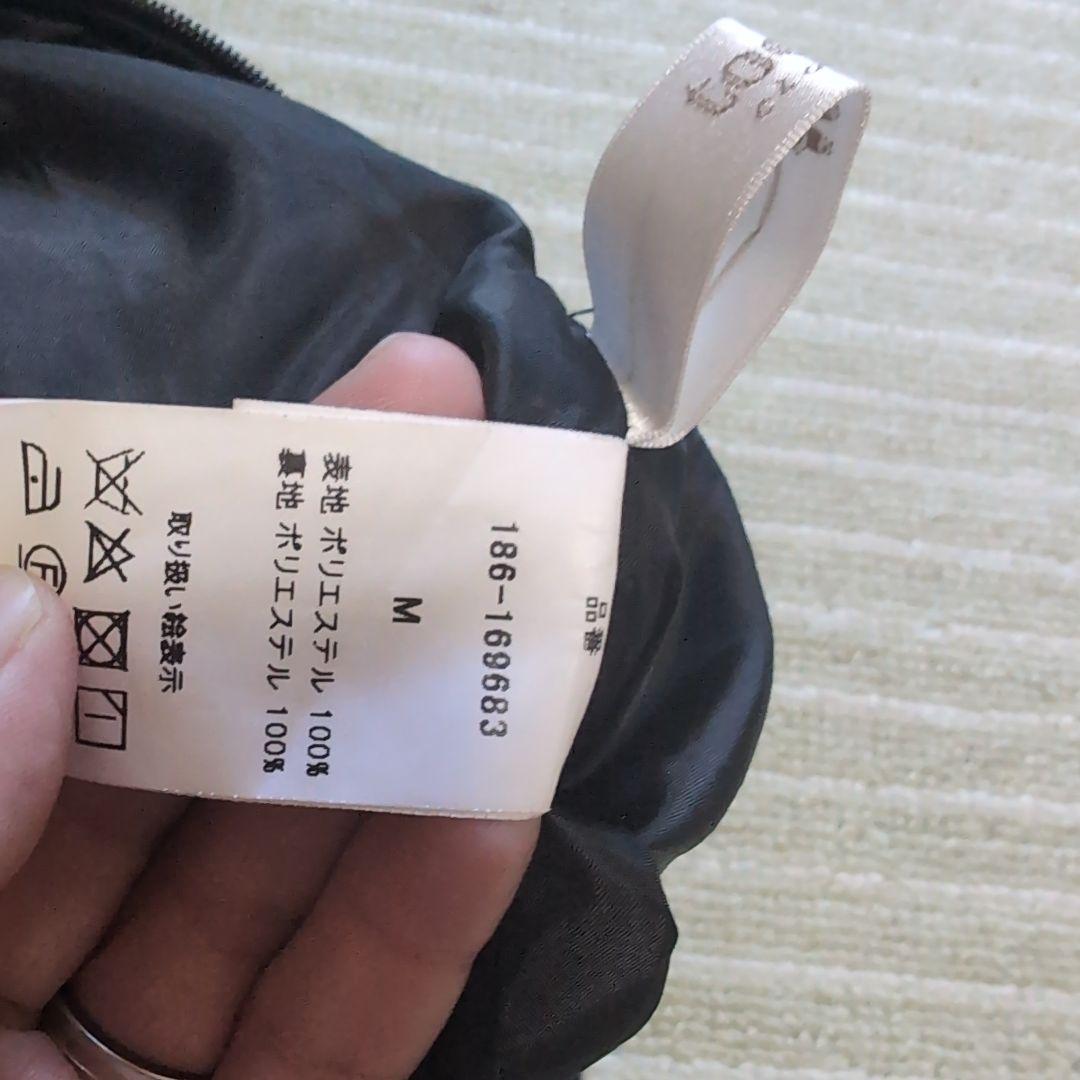 品番
186-169683
M
表地 ポリエステル 100%
裏地 ポリエステル 100%
取り扱い絵表示